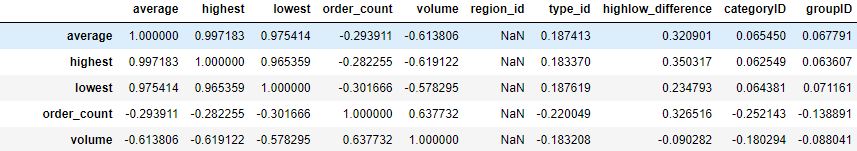 average highest lowest order_count volume region_id type_id highlow_difference categoryID groupID
average 1.000000 0.997183 0.975414 -0.293911 -0.613806 NaN 0.187413 0.320901 0.065450 0.067791
highest 0.997183 1.000000 0.965359 -0.282255 -0.619122 NaN 0.183370 0.350317 0.062549 0.063607
lowest 0.975414 0.965359 1.000000 -0.301666 -0.578295 NaN 0.187619 0.234793 0.064381 0.071161
order_count -0.293911 -0.282255 -0.301666 1.000000 0.637732 NaN -0.220049 0.326516 -0.252143 -0.138891
volume -0.613806 -0.619122 -0.578295 0.637732 1.000000 NaN -0.183208 -0.090282 -0.180294 -0.088041